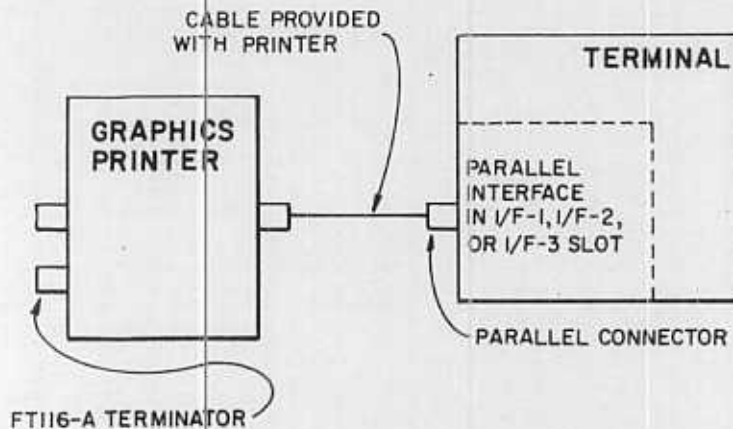 CABLE PROVIDED
WITH PRINTER
TERMINAL
GRAPHICS
PRINTER
PARALLEL
INTERFACE
IN I/F-1, I/F-2,
OR I/F-3 SLOT
PARALLEL CONNECTOR
FT116-A TERMINATOR